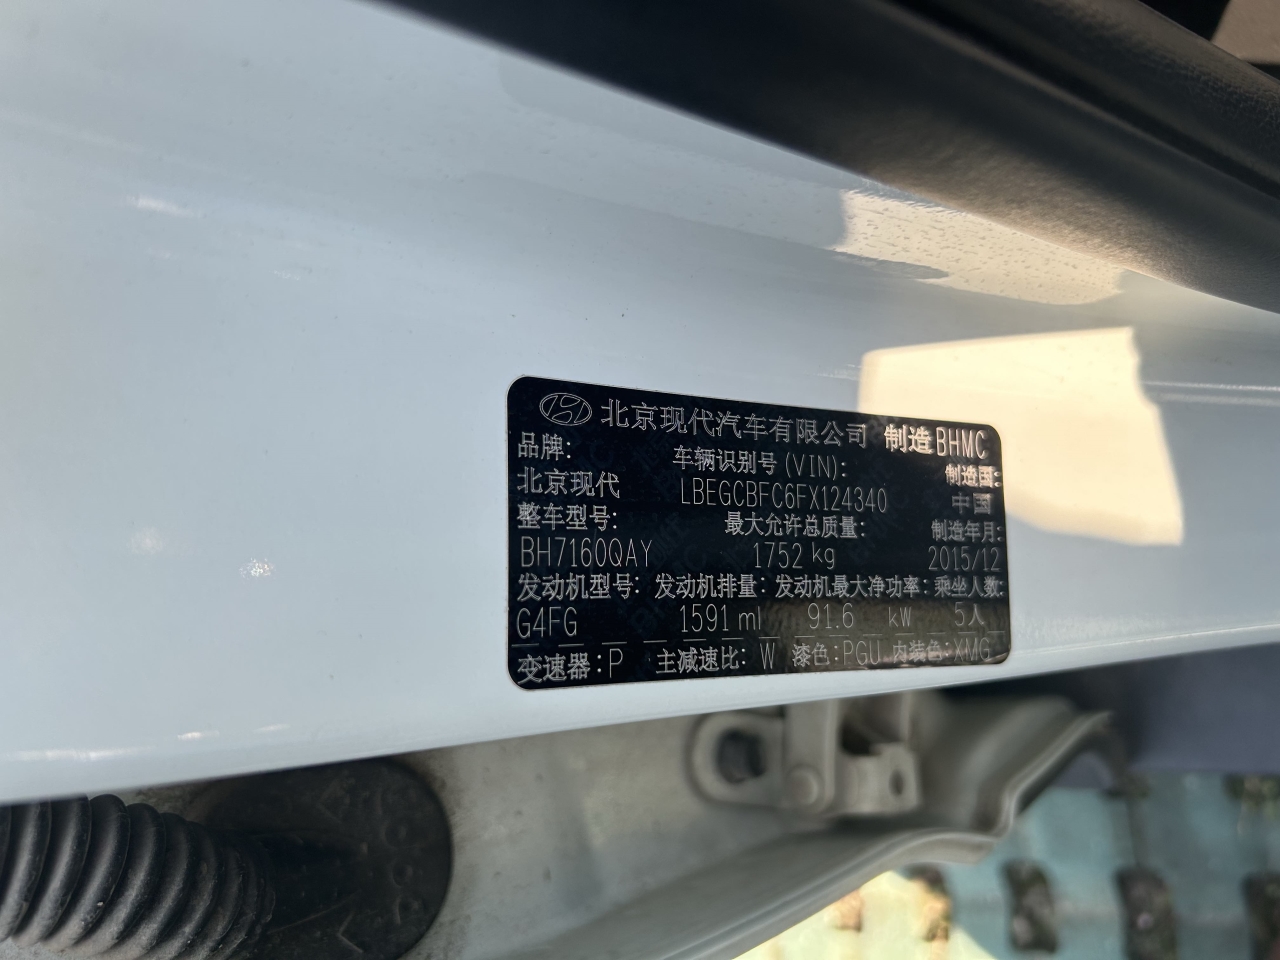 北京现代汽车有限公司 制造 BHMC
品牌: 车辆识别号 (VIN): 制造国:
北京现代 LBEGCBFC6FX124340 中国
整车型号: 最大允许总质量: 制造年月:
BH7160QAY 1752 kg 2015/12
发动机型号: 发动机排量: 发动机最大净功率: 乘坐人数:
G4FG 1591 ml 91.6 kW 5人
变速器: P 主减速比: W 漆色: PGU 内装色: XMG